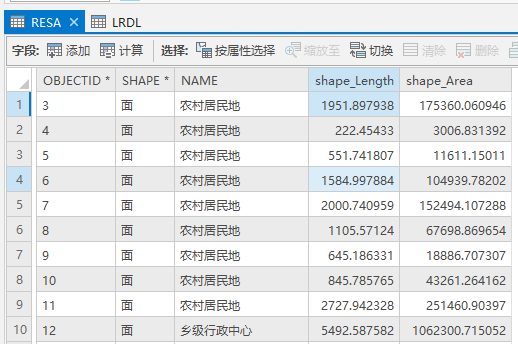 RESA × LRDL
字段: 添加 计算 选择: 按属性选择 缩放至 切换 清除 删除
OBJECTID * SHAPE * NAME shape_Length shape_Area
1 3 面 农村居民地 1951.897938 175360.060946
2 4 面 农村居民地 222.45433 3006.831392
3 5 面 农村居民地 551.741807 11611.15011
4 6 面 农村居民地 1584.997884 104939.78202
5 7 面 农村居民地 2000.740959 152494.107288
6 8 面 农村居民地 1105.57124 67698.869654
7 9 面 农村居民地 645.186331 18886.707307
8 10 面 农村居民地 845.785765 43261.264162
9 11 面 农村居民地 2727.942328 251460.90397
10 12 面 乡级行政中心 5492.587582 1062300.715052